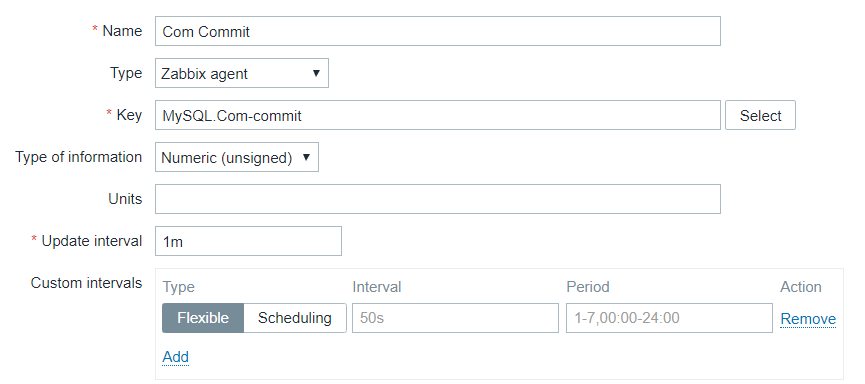 * Name Com Commit
Type Zabbix agent
* Key MySQL.Com-commit Select
Type of information Numeric (unsigned)
Units
* Update interval 1m
Custom intervals Type Interval Period Action
Flexible Scheduling 50s 1-7,00:00-24:00 Remove
Add